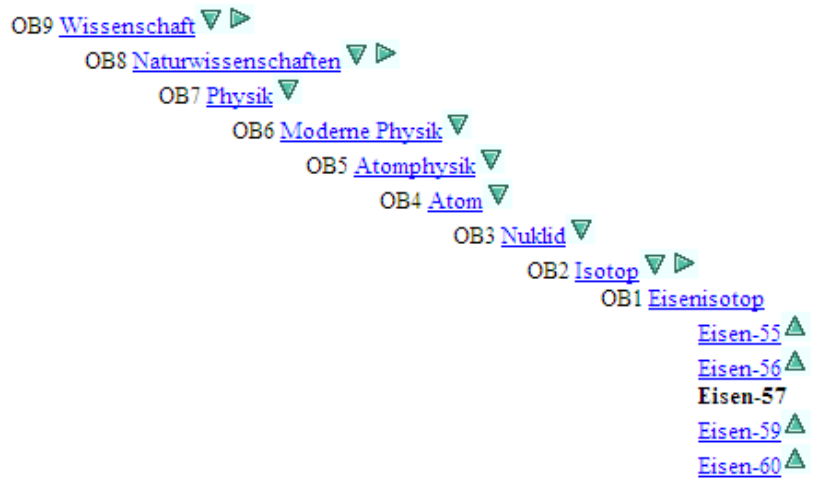 OB9 Wissenschaft
OB8 Naturwissenschaften
OB7 Physik
OB6 Moderne Physik
OB5 Atomphysik
OB4 Atom
OB3 Nuklid
OB2 Isotop
OB1 Eisenisotop
Eisen-55
Eisen-56
Eisen-57
Eisen-59
Eisen-60